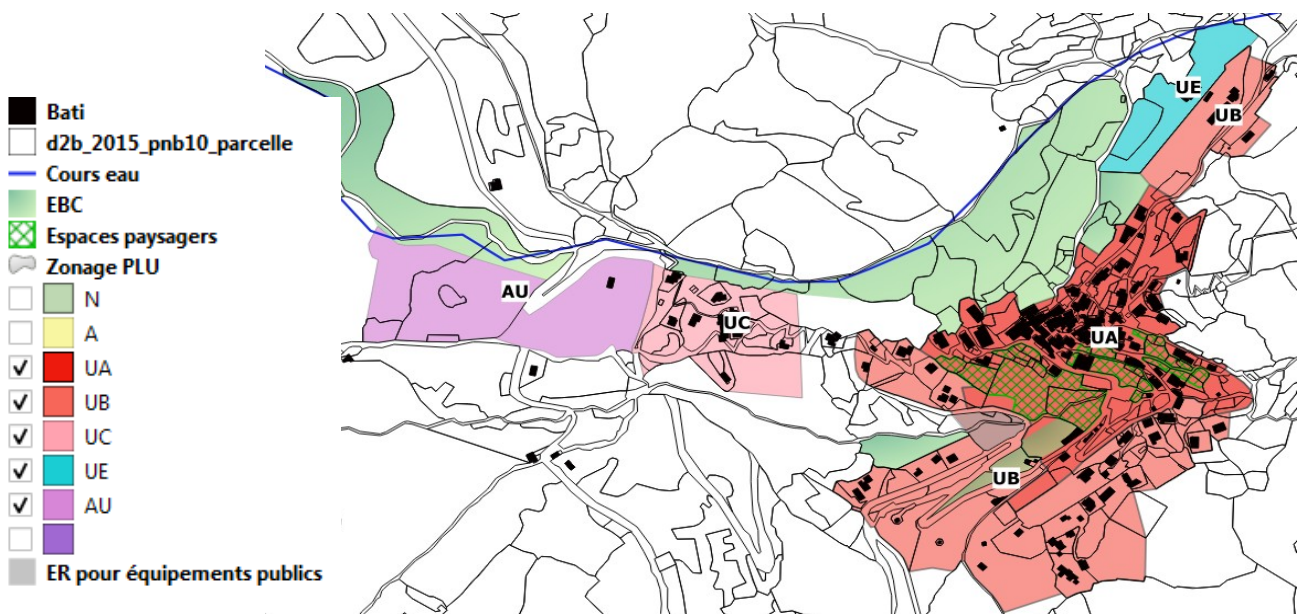 Bati
d2b_2015_pnb10_parcelle
Cours eau
EBC
Espaces paysagers
Zonage PLU
N
A
UA
UB
UC
UE
AU
ER pour équipements publics
UE
UB
AU
UC
UA
UB